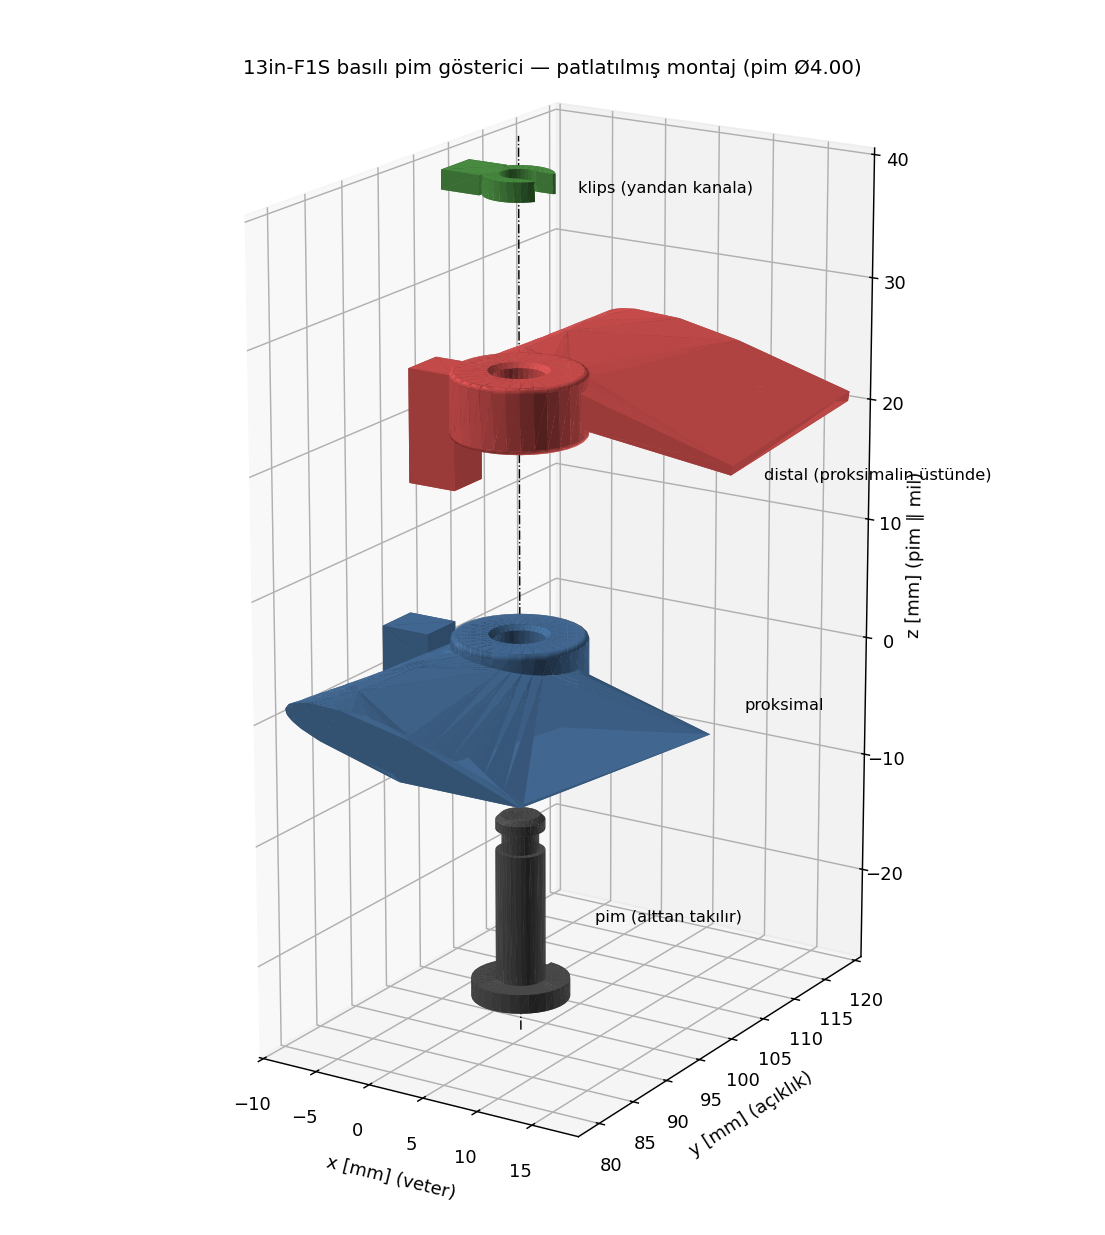 13in-F1S basılı pim gösterici — patlatılmış montaj (pim Ø4.00)
klips (yandan kanala)
distal (proksimalin üstünde)
proksimal
pim (alttan takılır)
40
30
20
10
0
−10
−20
z [mm] (pim ∥ mil)
120
115
110
105
100
95
90
85
80
y [mm] (açıklık)
−10
−5
0
5
10
15
x [mm] (veter)